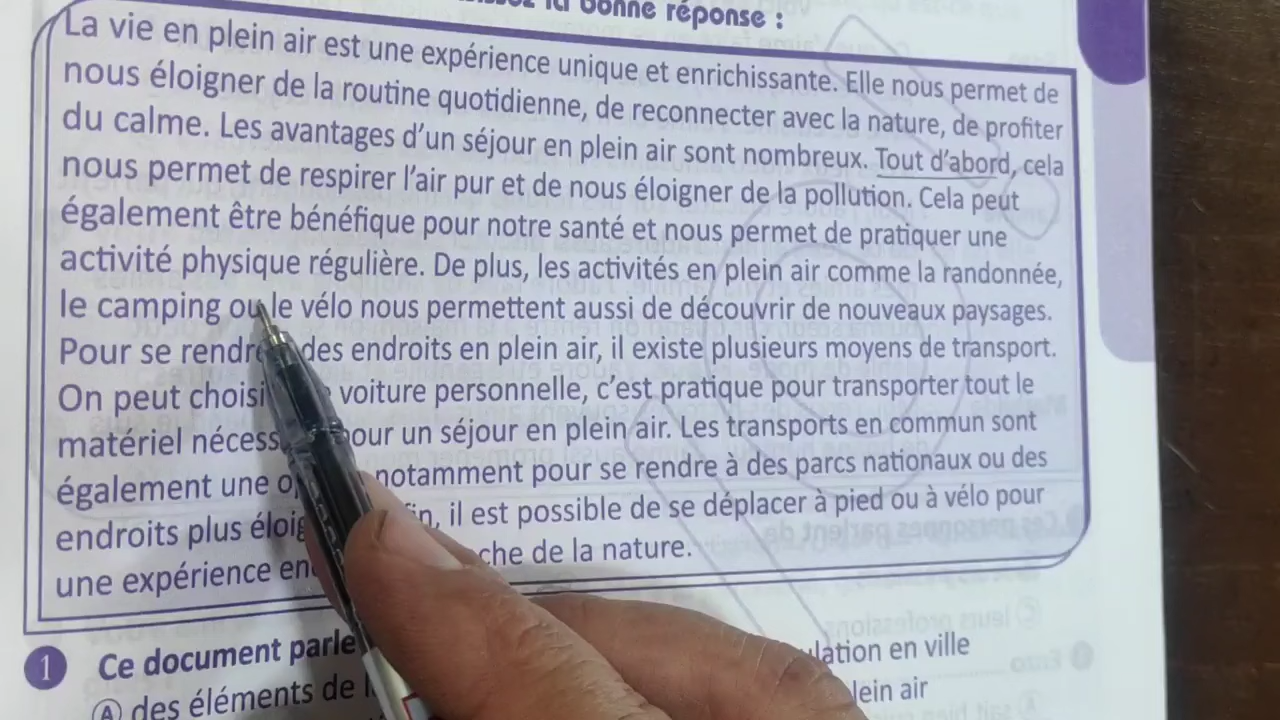 bonne réponse :
La vie en plein air est une expérience unique et enrichissante. Elle nous permet de
nous éloigner de la routine quotidienne, de reconnecter avec la nature, de profiter
du calme. Les avantages d'un séjour en plein air sont nombreux. Tout d'abord, cela
nous permet de respirer l'air pur et de nous éloigner de la pollution. Cela peut
également être bénéfique pour notre santé et nous permet de pratiquer une
activité physique régulière. De plus, les activités en plein air comme la randonnée,
le camping ou le vélo nous permettent aussi de découvrir de nouveaux paysages.
Pour se rendre des endroits en plein air, il existe plusieurs moyens de transport.
On peut choisi voiture personnelle, c'est pratique pour transporter tout le
matériel nécess pour un séjour en plein air. Les transports en commun sont
également une o notamment pour se rendre à des parcs nationaux ou des
endroits plus éloig il est possible de se déplacer à pied ou à vélo pour
une expérience en che de la nature.
1 Ce document parle lation en ville
A des éléments de l lein air